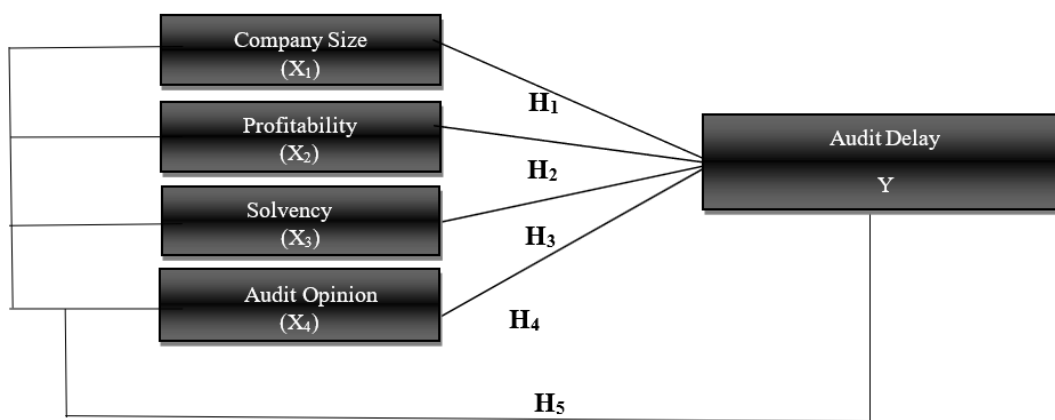 Company Size
(X₁)
H₁
Profitability
(X₂)
H₂
Solvency
(X₃)
H₃
Audit Opinion
(X₄)
H₄
Audit Delay
Y
H₅